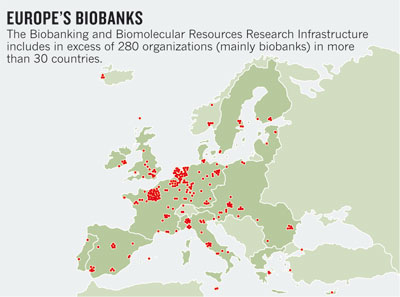 EUROPE'S BIOBANKS
The Biobanking and Biomolecular Resources Research Infrastructure
includes in excess of 280 organizations (mainly biobanks) in more
than 30 countries.